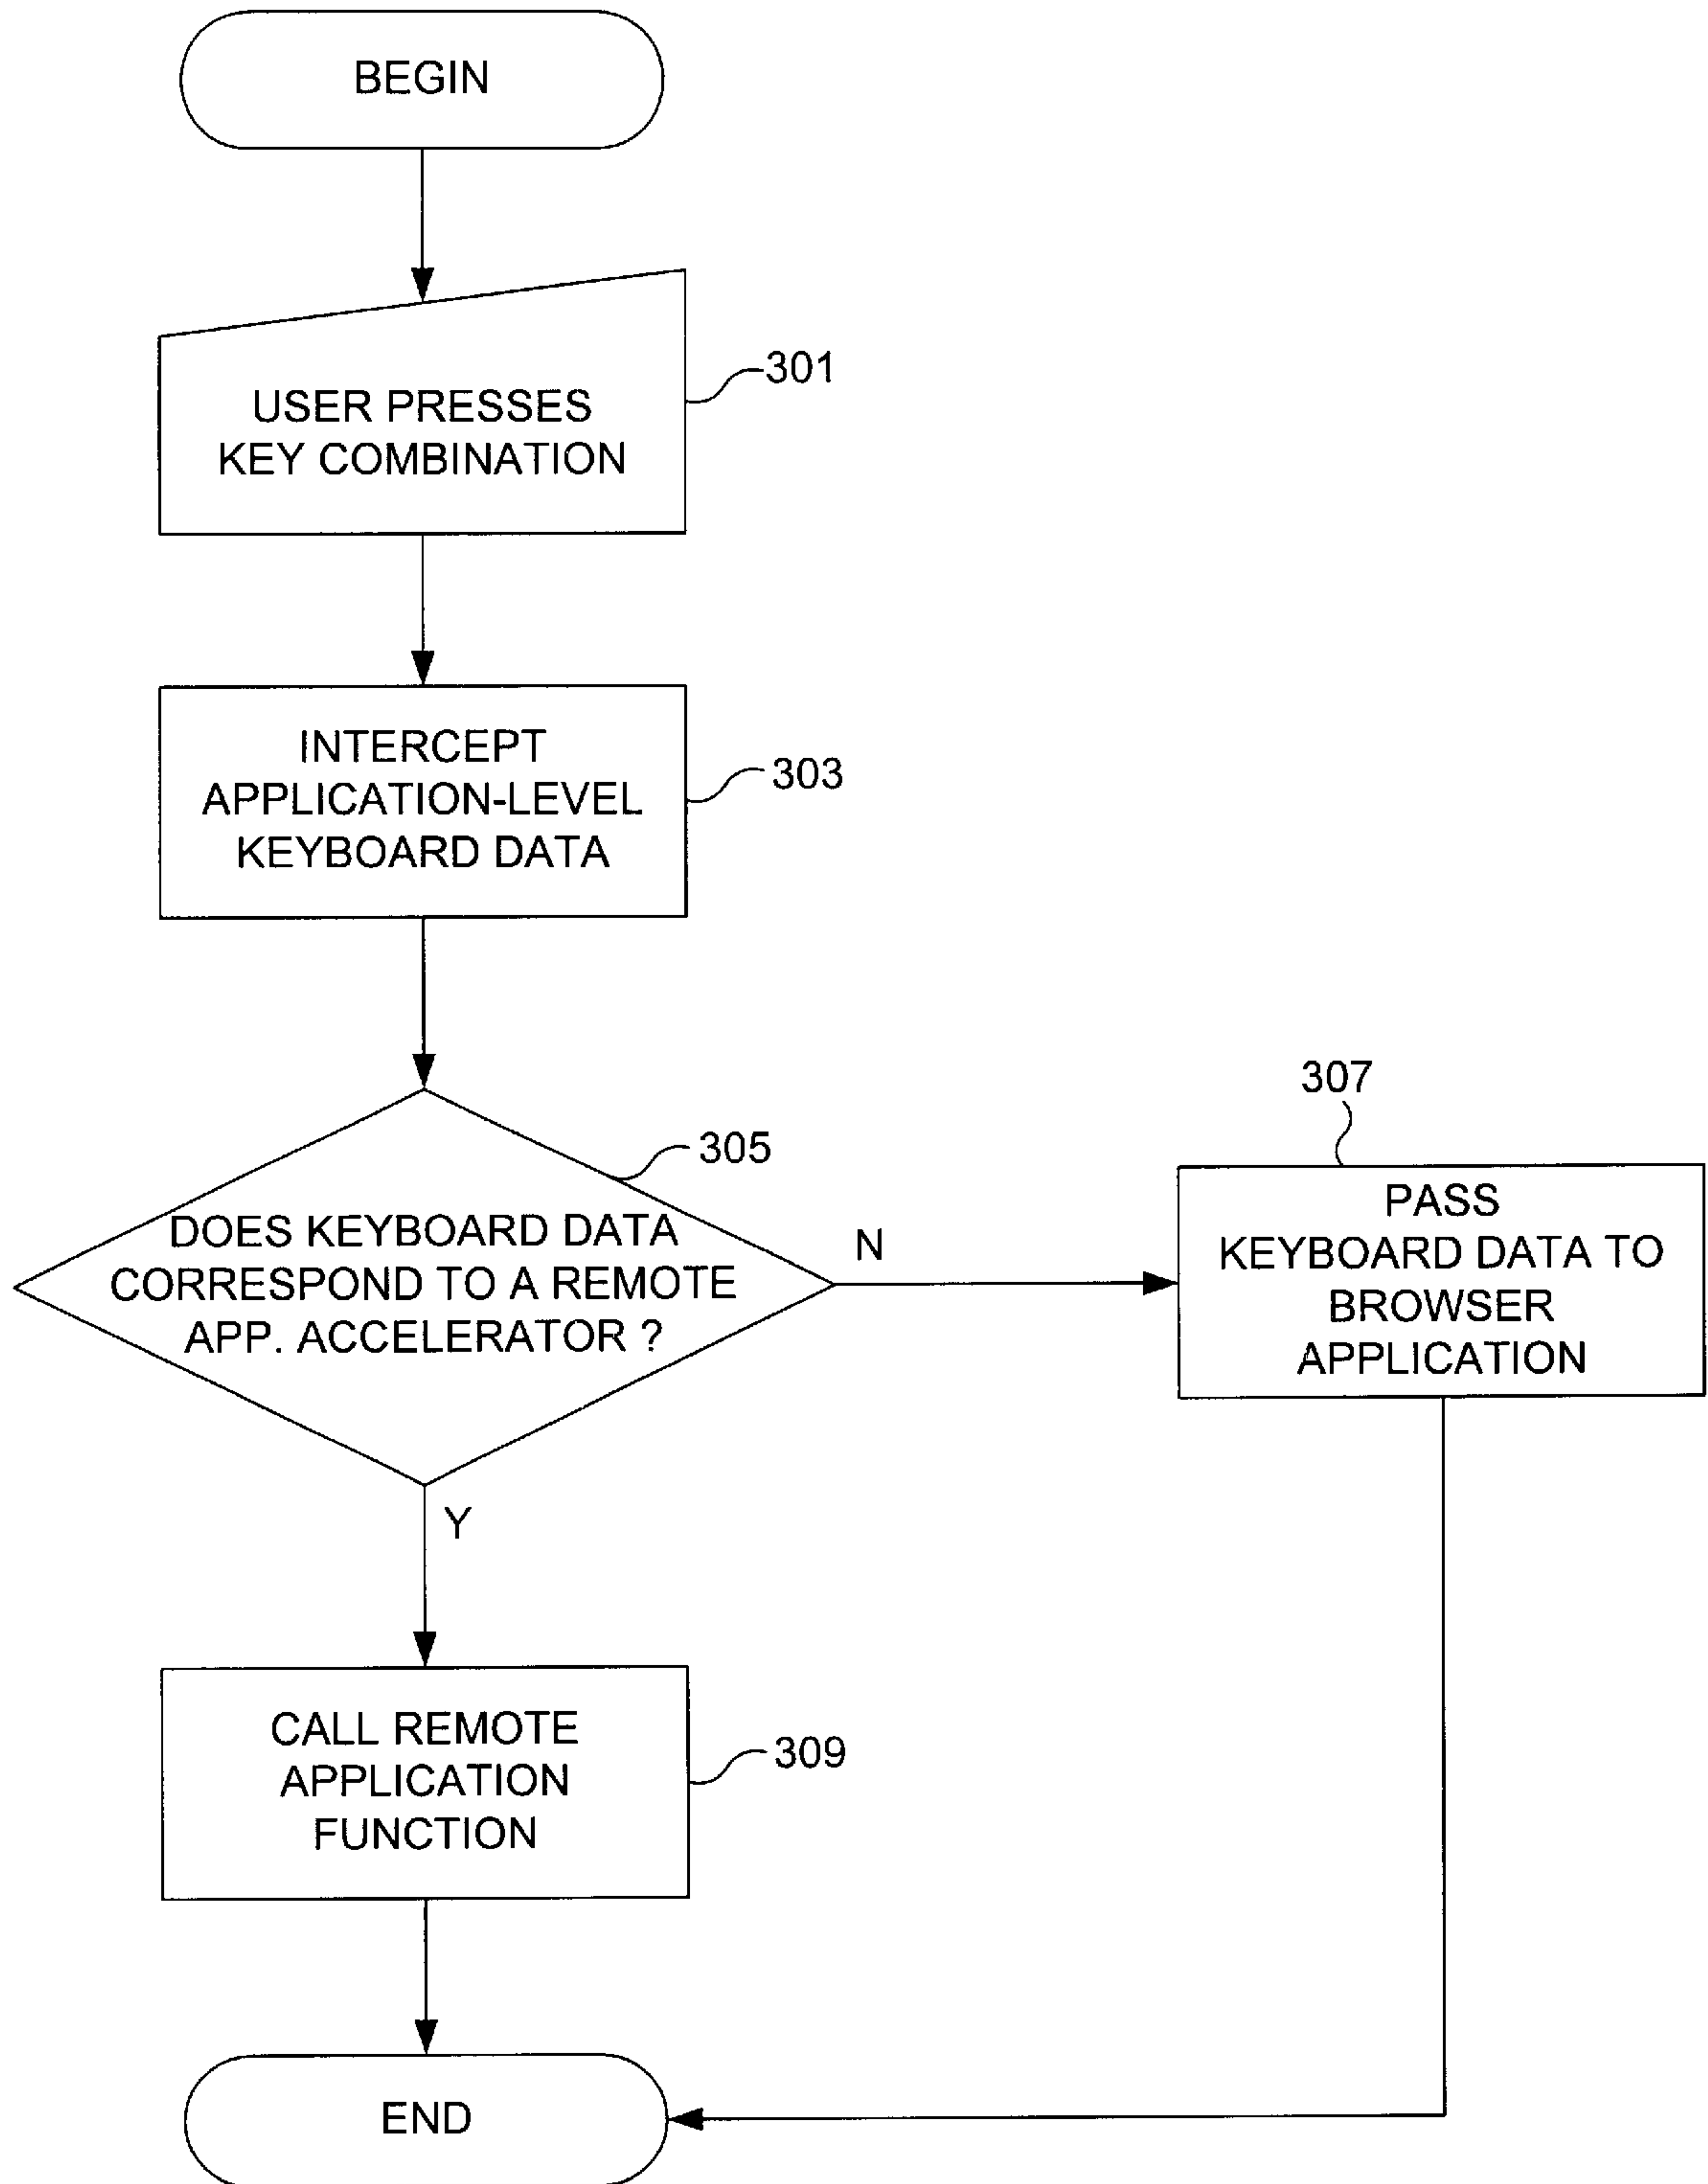 BEGIN
USER PRESSES
KEY COMBINATION
301
INTERCEPT
APPLICATION-LEVEL
KEYBOARD DATA
303
305
DOES KEYBOARD DATA
CORRESPOND TO A REMOTE
APP. ACCELERATOR ?
N
307
PASS
KEYBOARD DATA TO
BROWSER
APPLICATION
Y
CALL REMOTE
APPLICATION
FUNCTION
309
END